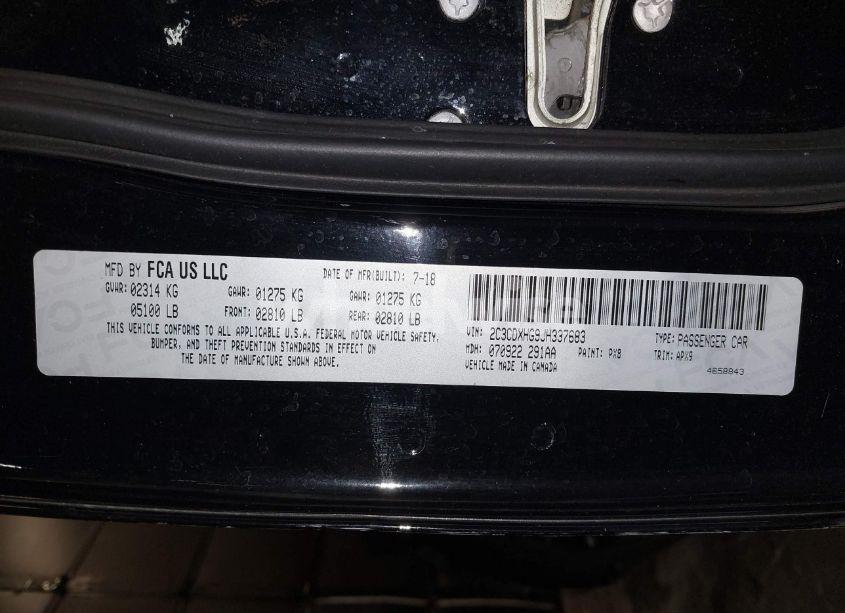 MFD BY FCA US LLC DATE OF MFR(BUILT): 7-18
GVWR: 02314 KG GAWR: 01275 KG GAWR: 01275 KG
05100 LB FRONT: 02810 LB REAR: 02810 LB
THIS VEHICLE CONFORMS TO ALL APPLICABLE U.S.A. FEDERAL MOTOR VEHICLE SAFETY,
BUMPER, AND THEFT PREVENTION STANDARDS IN EFFECT ON
THE DATE OF MANUFACTURE SHOWN ABOVE.
VIN: 2C3CDXHG9JH337683 TYPE: PASSENGER CAR
MDH: 070922 291AA PAINT: PX8 TRIM: APX9
VEHICLE MADE IN CANADA 4658843